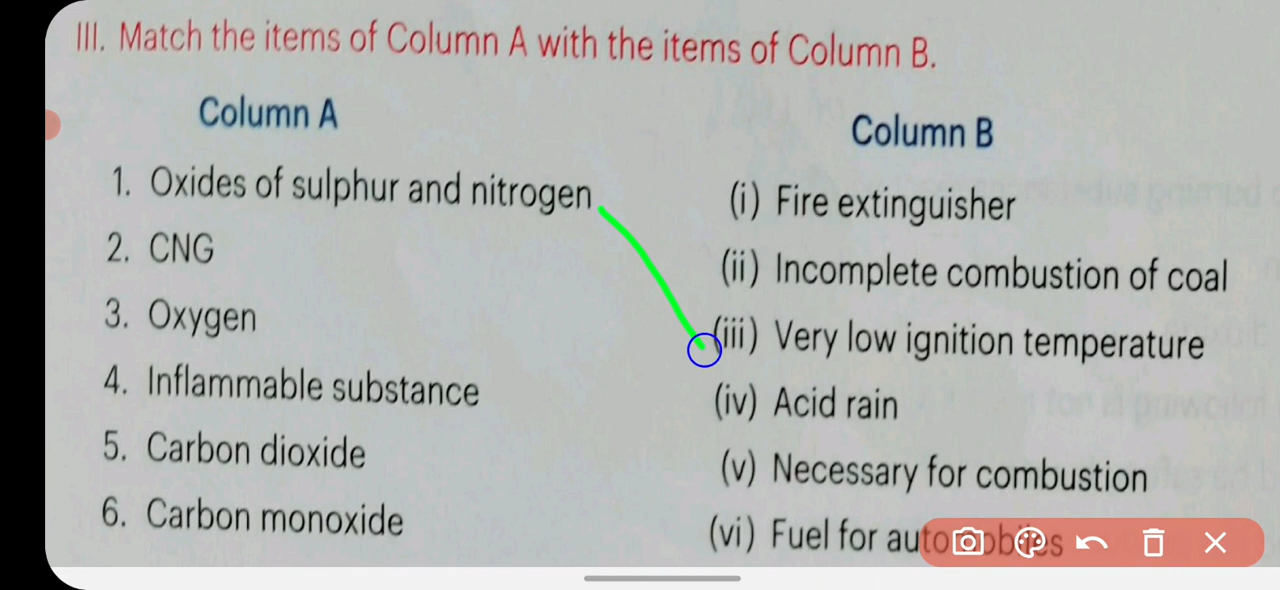 III. Match the items of Column A with the items of Column B.
Column A
Column B
1. Oxides of sulphur and nitrogen
(i) Fire extinguisher
2. CNG
(ii) Incomplete combustion of coal
3. Oxygen
(iii) Very low ignition temperature
4. Inflammable substance
(iv) Acid rain
5. Carbon dioxide
(v) Necessary for combustion
6. Carbon monoxide
(vi) Fuel for automobiles